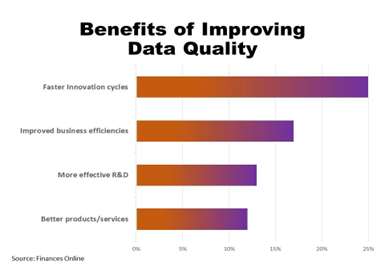 Benefits of Improving
Data Quality
Faster Innovation cycles
Improved business efficiencies
More effective R&D
Better products/services
0% 5% 10% 15% 20% 25%
Source: Finances Online